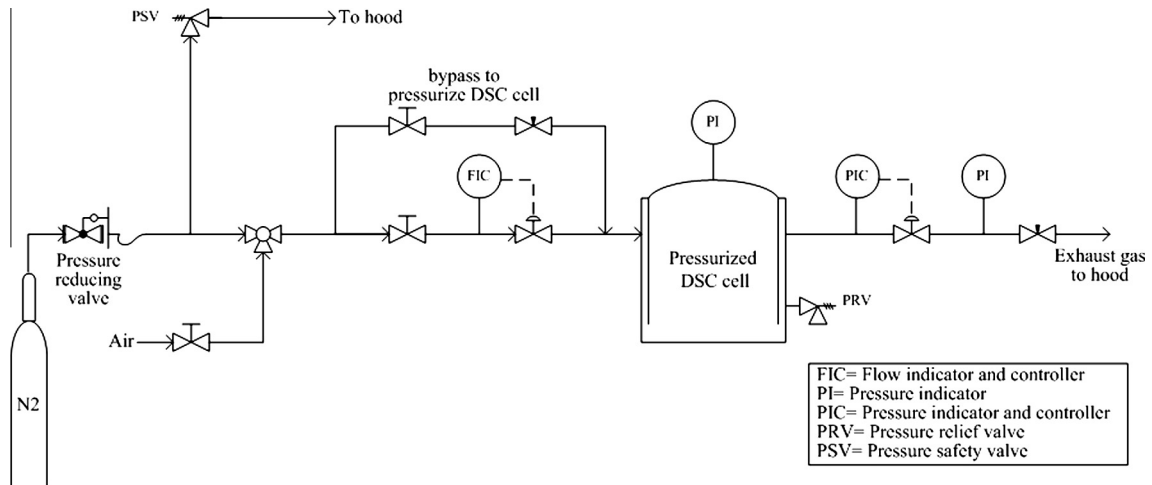 PSV
To hood
bypass to
pressurize DSC cell
PI
FIC
PIC
PI
Pressure
reducing
valve
Pressurized
DSC cell
Exhaust gas
to hood
PRV
Air
N2
FIC= Flow indicator and controller
PI= Pressure indicator
PIC= Pressure indicator and controller
PRV= Pressure relief valve
PSV= Pressure safety valve